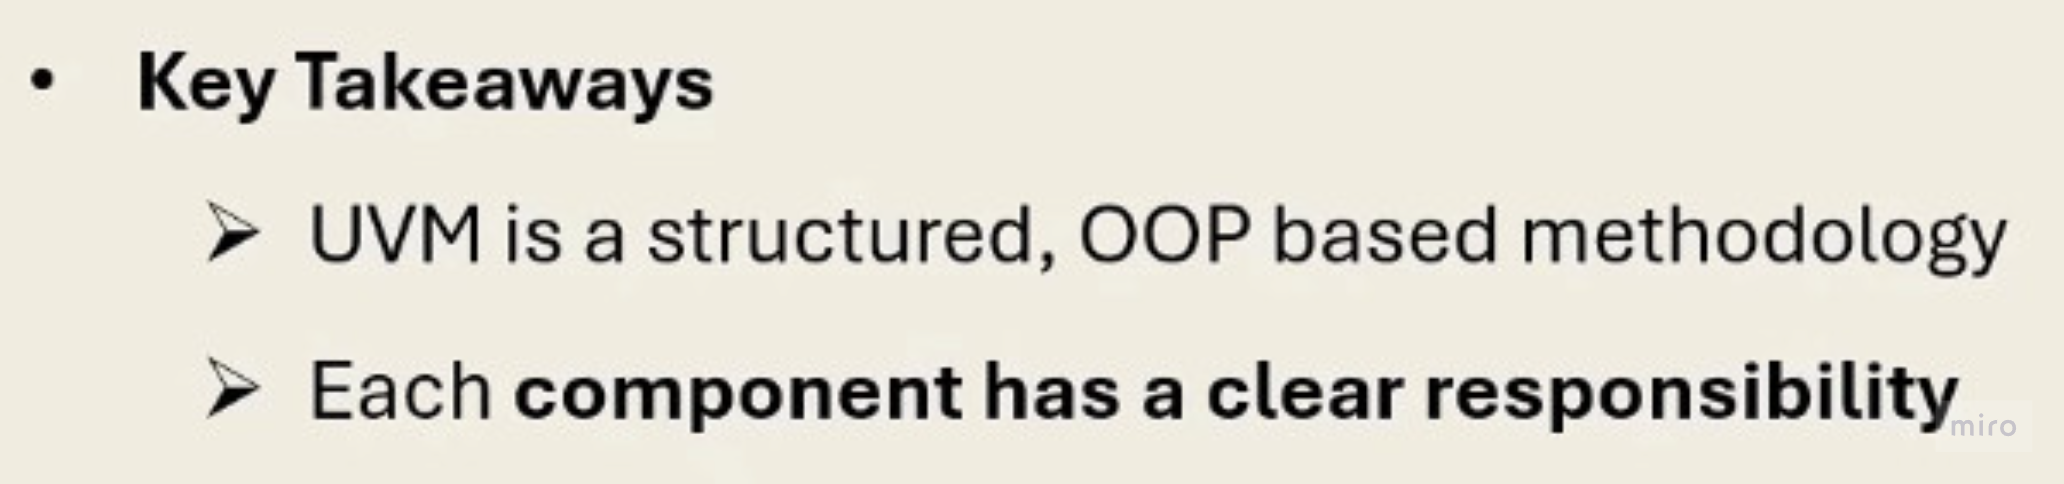 • Key Takeaways
➢ UVM is a structured, OOP based methodology
➢ Each component has a clear responsibility
miro